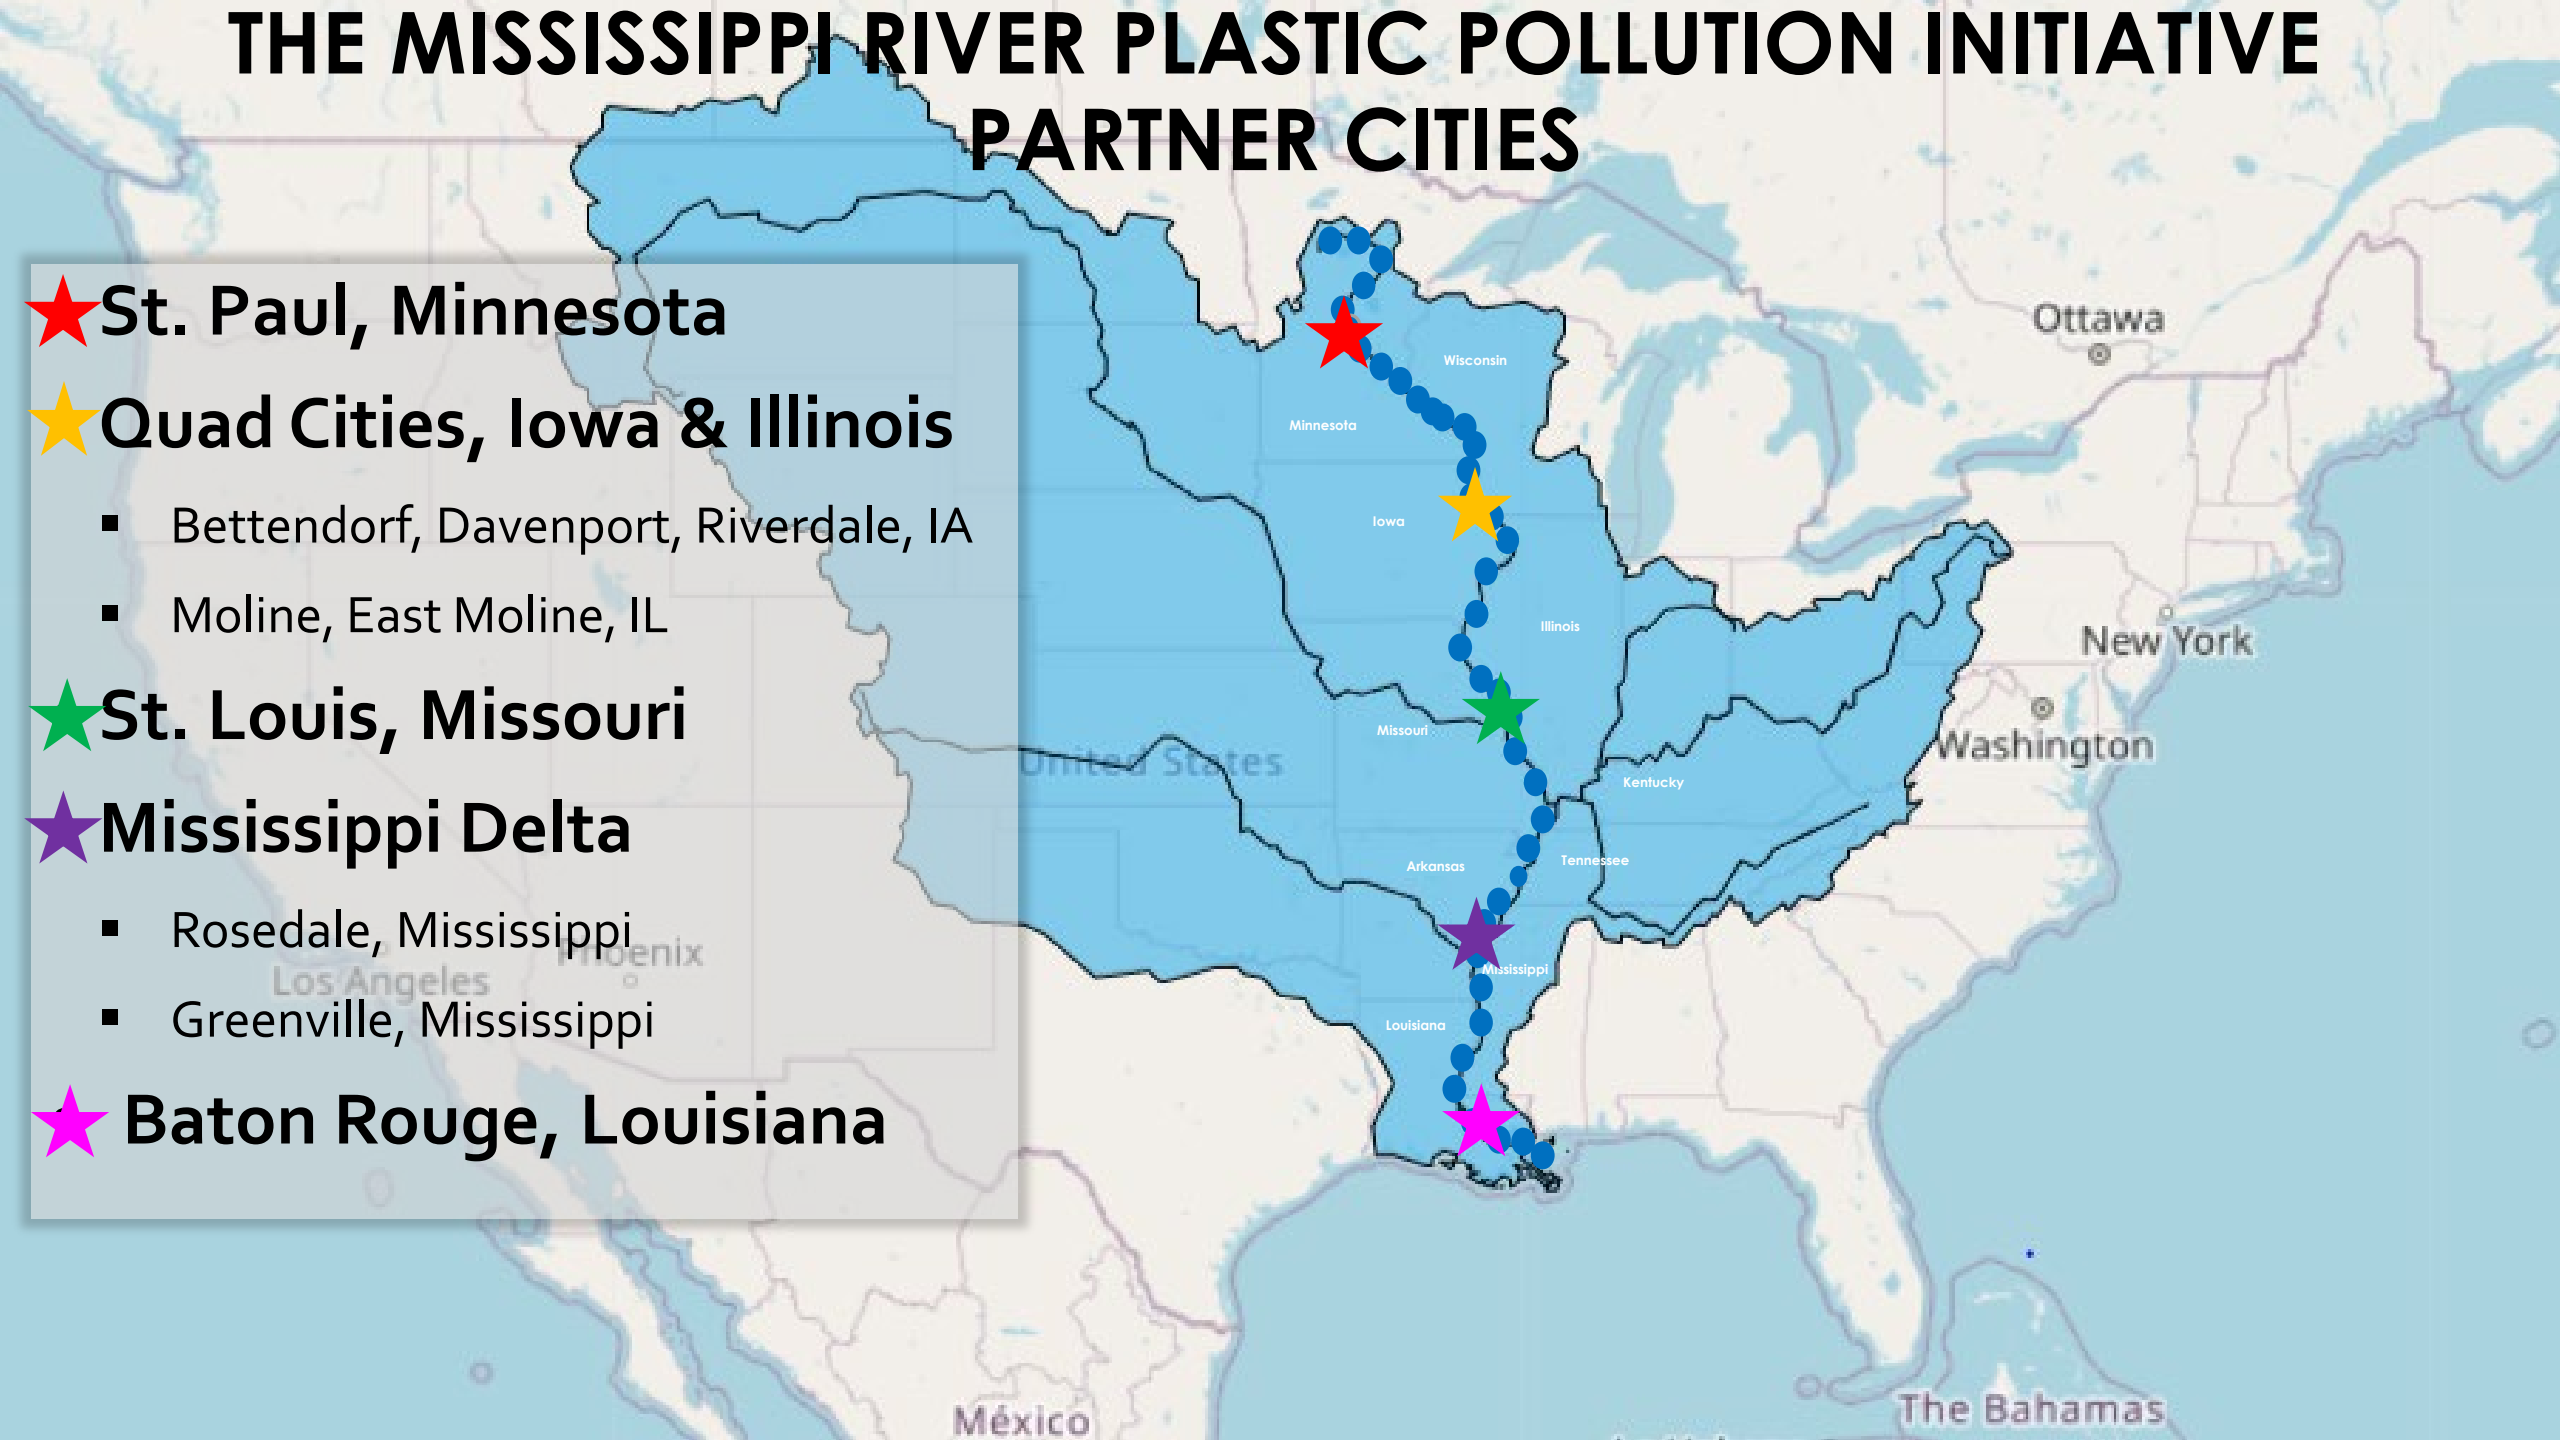 THE MISSISSIPPI RIVER PLASTIC POLLUTION INITIATIVE
PARTNER CITIES
St. Paul, Minnesota
Quad Cities, Iowa & Illinois
▪ Bettendorf, Davenport, Riverdale, IA
▪ Moline, East Moline, IL
St. Louis, Missouri
Mississippi Delta
▪ Rosedale, Mississippi
▪ Greenville, Mississippi
Baton Rouge, Louisiana
Wisconsin
Minnesota
Iowa
Illinois
Missouri
Kentucky
Arkansas
Tennessee
Mississippi
Louisiana
United States
Ottawa
New York
Washington
Phoenix
Los Angeles
México
The Bahamas